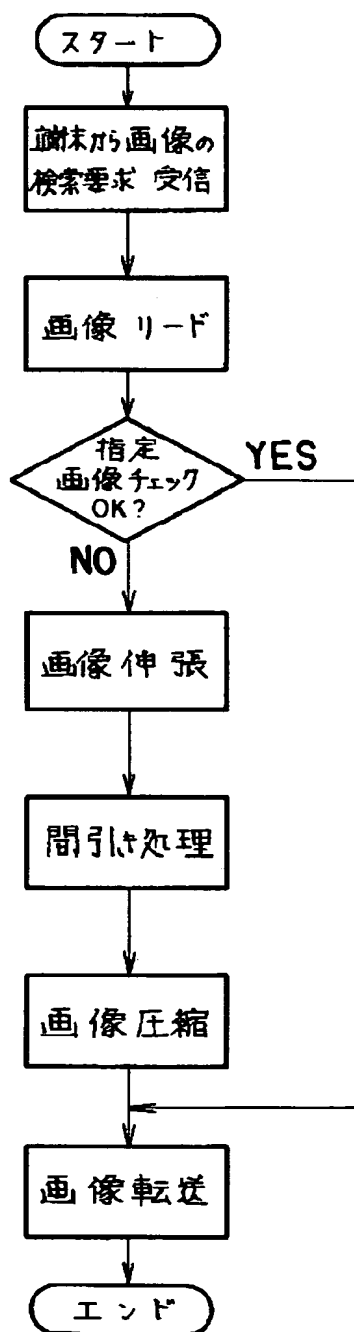 スタート
端末から画像の
検索要求 受信
画像 リード
指定
画像チェック
OK?
YES
NO
画像伸張
間引き処理
画像圧縮
画像転送
エンド